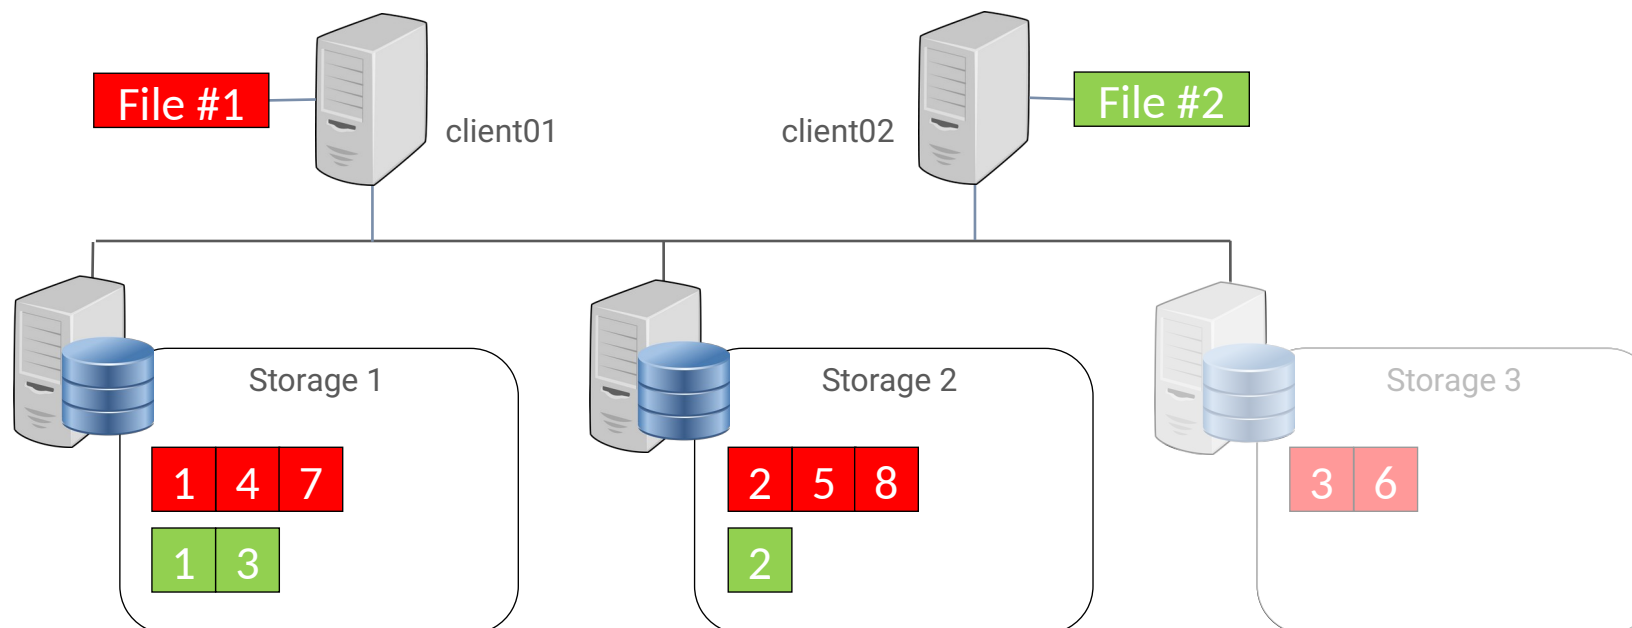 File #1
client01
client02
File #2
Storage 1
Storage 2
Storage 3
1 4 7
2 5 8
3 6
1 3
2